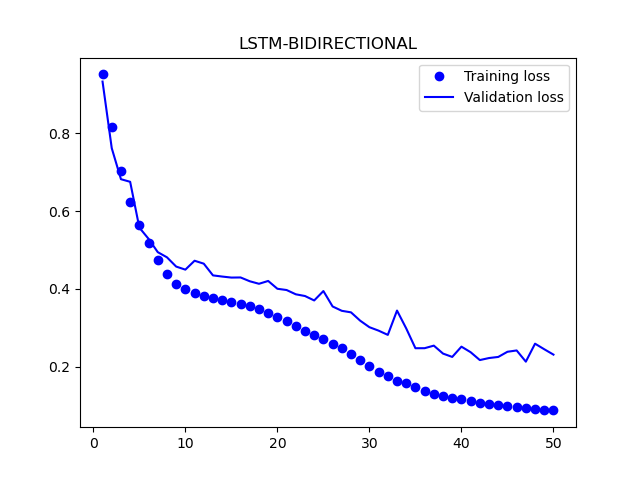 LSTM-BIDIRECTIONAL
Training loss
Validation loss
0.8
0.6
0.4
0.2
0 10 20 30 40 50